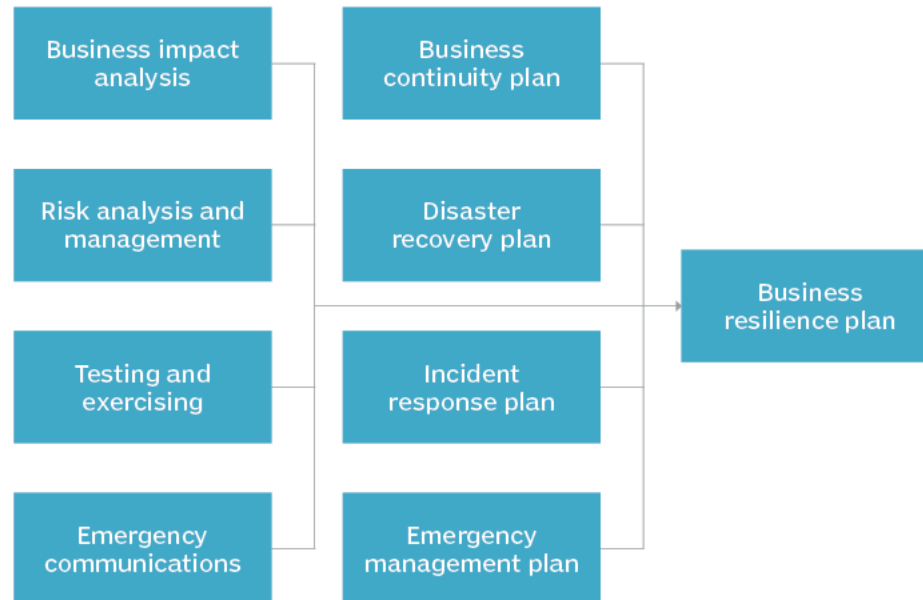 Business impact
analysis
Business
continuity plan
Risk analysis and
management
Disaster
recovery plan
Business
resilience plan
Testing and
exercising
Incident
response plan
Emergency
communications
Emergency
management plan